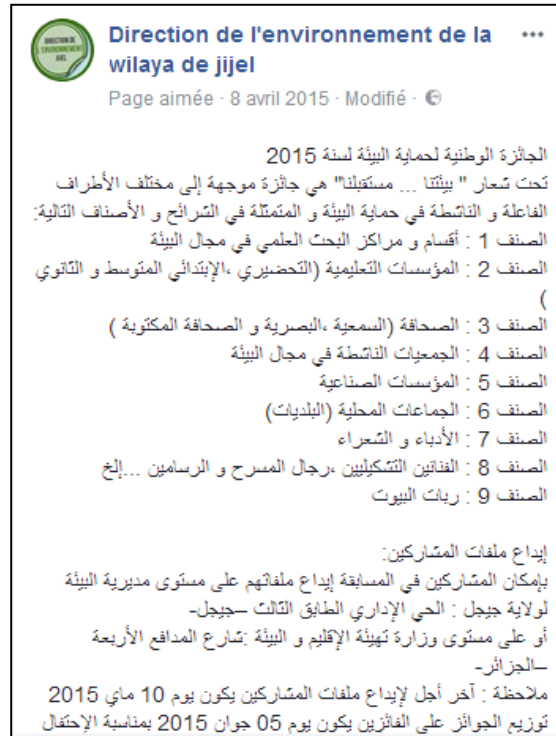 DIRECTION DE
L'ENVIRONNEMENT
JIJEL
Direction de l'environnement de la
wilaya de jijel
Page aimée · 8 avril 2015 · Modifié ·
الجائزة الوطنية لحماية البيئة لسنة 2015
تحت شعار " بيئتنا ... مستقبلنا" هي جائزة موجهة إلى مختلف الأطراف
الفاعلة و الناشطة في حماية البيئة و المتمثلة في الشرائح و الأصناف التالية:
الصنف 1 : أقسام و مراكز البحث العلمي في مجال البيئة
الصنف 2 : المؤسسات التعليمية (التحضيري ،الإبتدائي المتوسط و الثانوي
)
الصنف 3 : الصحافة (السمعية ،البصرية و الصحافة المكتوبة )
الصنف 4 : الجمعيات الناشطة في مجال البيئة
الصنف 5 : المؤسسات الصناعية
الصنف 6 : الجماعات المحلية (البلديات)
الصنف 7 : الأدباء و الشعراء
الصنف 8 : الفنانين التشكيليين ،رجال المسرح و الرسامين ...إلخ
الصنف 9 : ربات البيوت
إيداع ملفات المشاركين:
بإمكان المشاركين في المسابقة إيداع ملفاتهم على مستوى مديرية البيئة
لولاية جيجل : الحي الإداري الطابق الثالث –جيجل-
أو على مستوى وزارة تهيئة الإقليم و البيئة :شارع المدافع الأربعة
–الجزائر-
ملاحظة : آخر أجل لإيداع ملفات المشاركين يكون يوم 10 ماي 2015
توزيع الجوائز على الفائزين يكون يوم 05 جوان 2015 بمناسبة الإحتفال